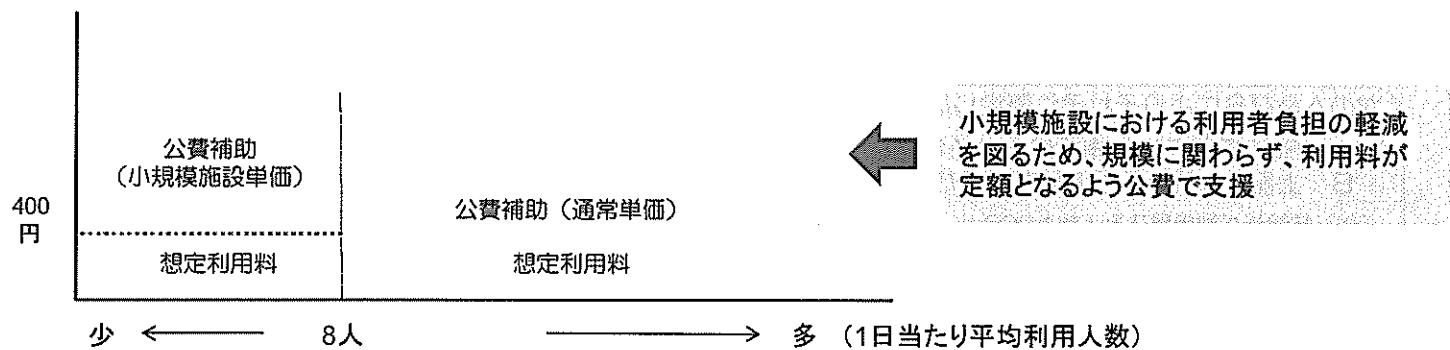 公費補助
（小規模施設単価）
400
円
想定利用料
公費補助（通常単価）
想定利用料
小規模施設における利用者負担の軽減
を図るため、規模に関わらず、利用料が
定額となるよう公費で支援
少
8人
多 （1日当たり平均利用人数）